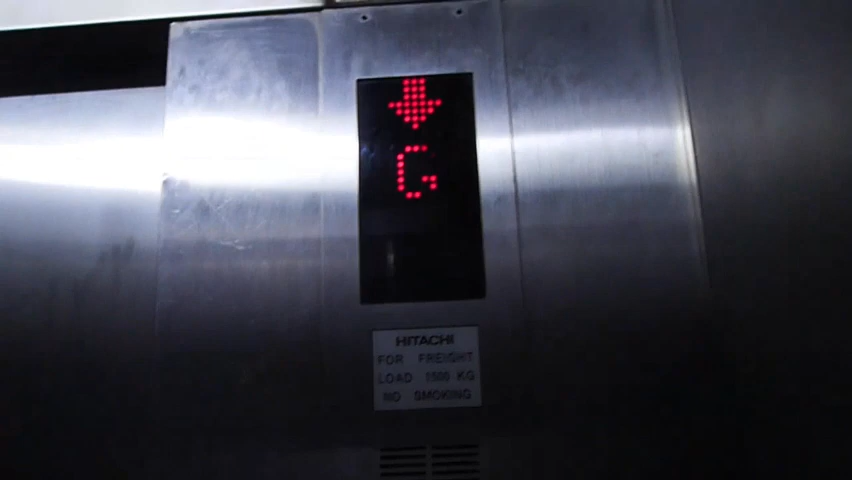 G
HITACHI
FOR FREIGHT
LOAD 1500 KG
NO SMOKING